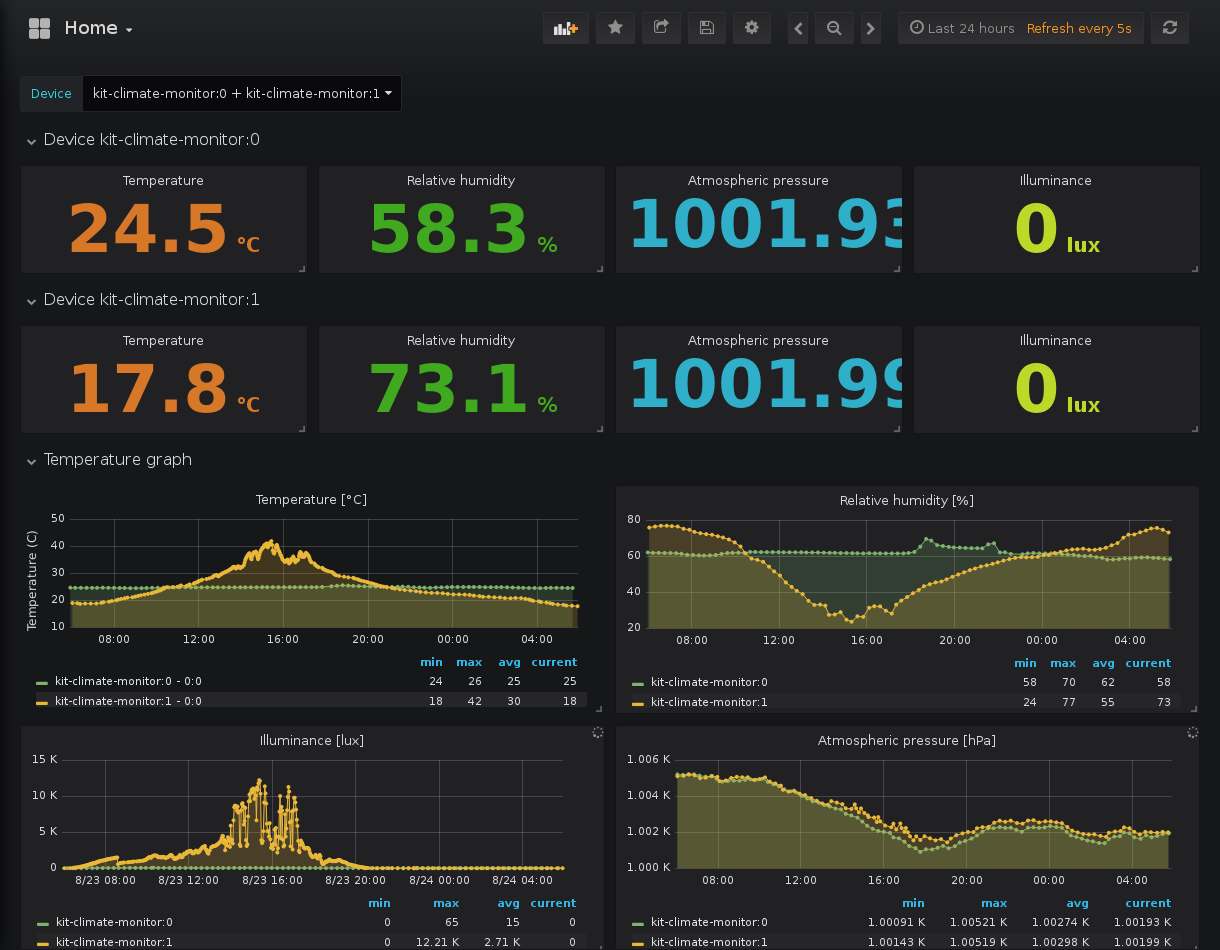 Home
Last 24 hours Refresh every 5s
Device kit-climate-monitor:0 + kit-climate-monitor:1
Device kit-climate-monitor:0
Temperature Relative humidity Atmospheric pressure Illuminance
24.5 °C 58.3 % 1001.93 0 lux
Device kit-climate-monitor:1
Temperature Relative humidity Atmospheric pressure Illuminance
17.8 °C 73.1 % 1001.99 0 lux
Temperature graph
Temperature [°C]
Temperature (C)
50
40
30
20
10
08:00 12:00 16:00 20:00 00:00 04:00
min max avg current
kit-climate-monitor:0 - 0:0 24 26 25 25
kit-climate-monitor:1 - 0:0 18 42 30 18
Relative humidity [%]
80
60
40
20
08:00 12:00 16:00 20:00 00:00 04:00
min max avg current
kit-climate-monitor:0 58 70 62 58
kit-climate-monitor:1 24 77 55 73
Illuminance [lux]
15 K
10 K
5 K
0
8/23 08:00 8/23 12:00 8/23 16:00 8/23 20:00 8/24 00:00 8/24 04:00
min max avg current
kit-climate-monitor:0 0 65 15 0
kit-climate-monitor:1 0 12.21 K 2.71 K 0
Atmospheric pressure [hPa]
1.006 K
1.004 K
1.002 K
1.000 K
08:00 12:00 16:00 20:00 00:00 04:00
min max avg current
kit-climate-monitor:0 1.00091 K 1.00521 K 1.00274 K 1.00193 K
kit-climate-monitor:1 1.00143 K 1.00519 K 1.00298 K 1.00199 K